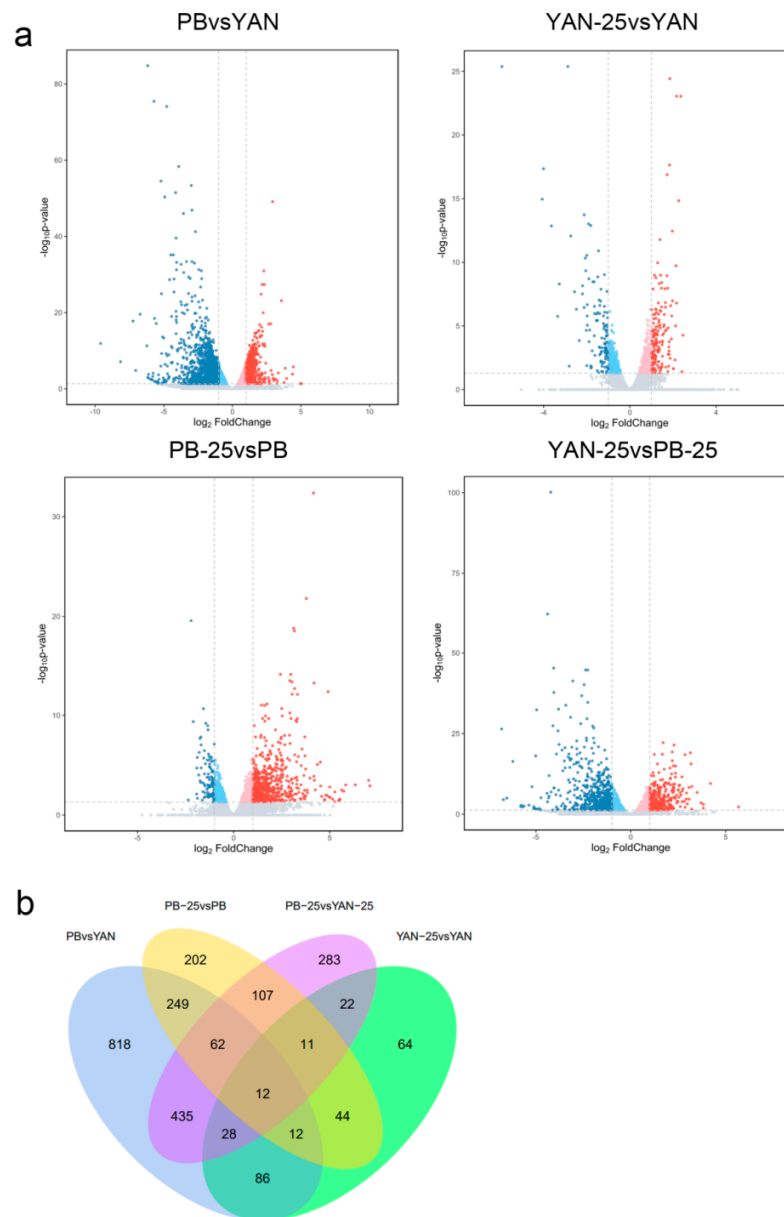 a
PBvsYAN
YAN-25vsYAN
80
60
40
20
0
-log10p-value
-10
-5
0
5
10
log2 FoldChange
25
20
15
10
5
0
-log10p-value
-4
0
4
log2 FoldChange
PB-25vsPB
YAN-25vsPB-25
30
20
10
0
-log10p-value
-5
0
5
log2 FoldChange
100
75
50
25
0
-log10p-value
-5
0
5
log2 FoldChange
b
PB−25vsPB
PB−25vsYAN−25
PBvsYAN
YAN−25vsYAN
202
283
249
107
22
818
62
11
64
12
435
44
28
12
86